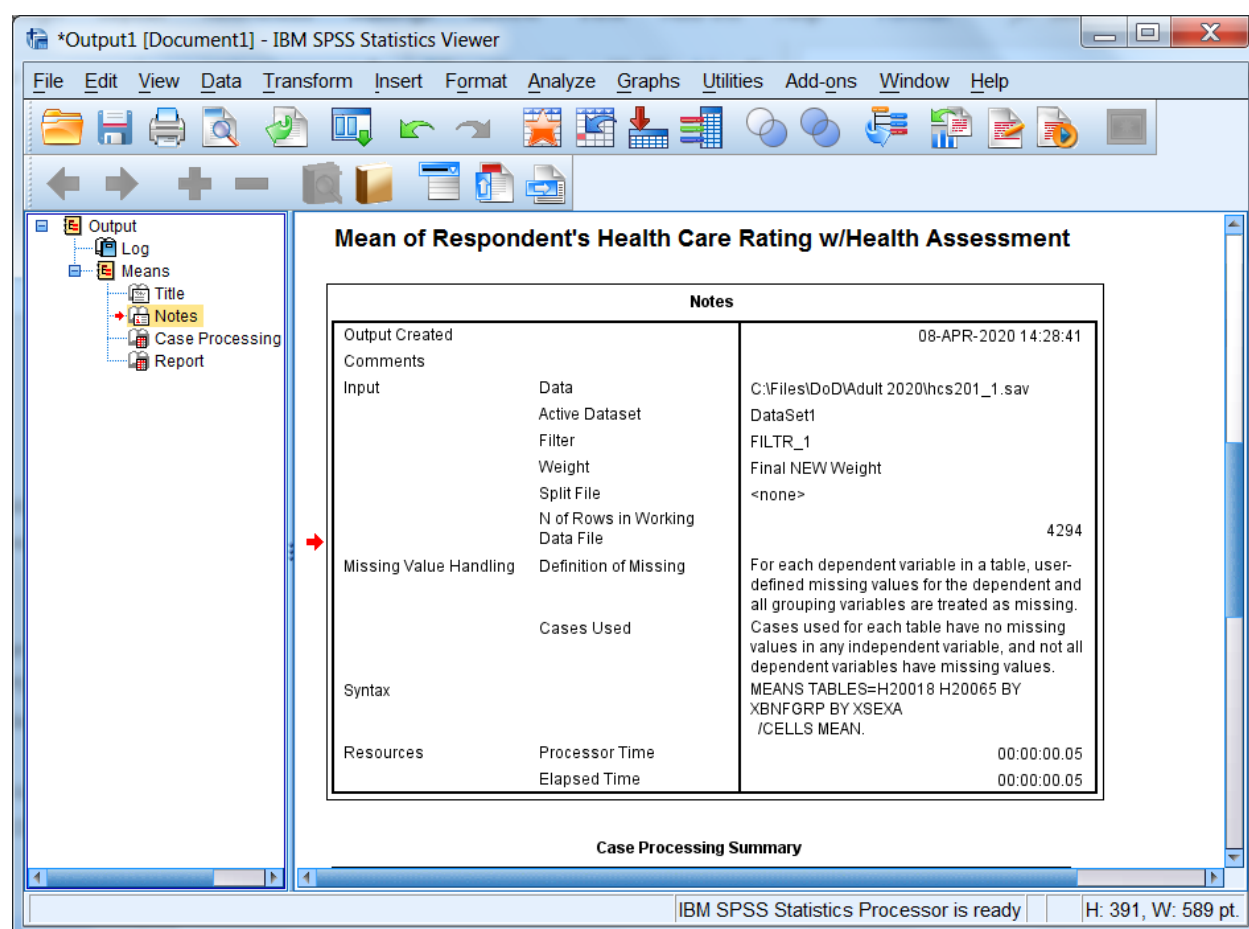 *Output1 [Document1] - IBM SPSS Statistics Viewer
File Edit View Data Transform Insert Format Analyze Graphs Utilities Add-ons Window Help
Output
Log
Means
Title
Notes
Case Processing
Report
Mean of Respondent's Health Care Rating w/Health Assessment
Notes
Output Created 08-APR-2020 14:28:41
Comments
Input Data C:\Files\DoD\Adult 2020\hcs201_1.sav
Active Dataset DataSet1
Filter FILTR_1
Weight Final NEW Weight
Split File <none>
N of Rows in Working
Data File 4294
Missing Value Handling Definition of Missing For each dependent variable in a table, user-
defined missing values for the dependent and
all grouping variables are treated as missing.
Cases Used Cases used for each table have no missing
values in any independent variable, and not all
dependent variables have missing values.
Syntax MEANS TABLES=H20018 H20065 BY
XBNFGRP BY XSEXA
/CELLS MEAN.
Resources Processor Time 00:00:00.05
Elapsed Time 00:00:00.05
Case Processing Summary
IBM SPSS Statistics Processor is ready H: 391, W: 589 pt.